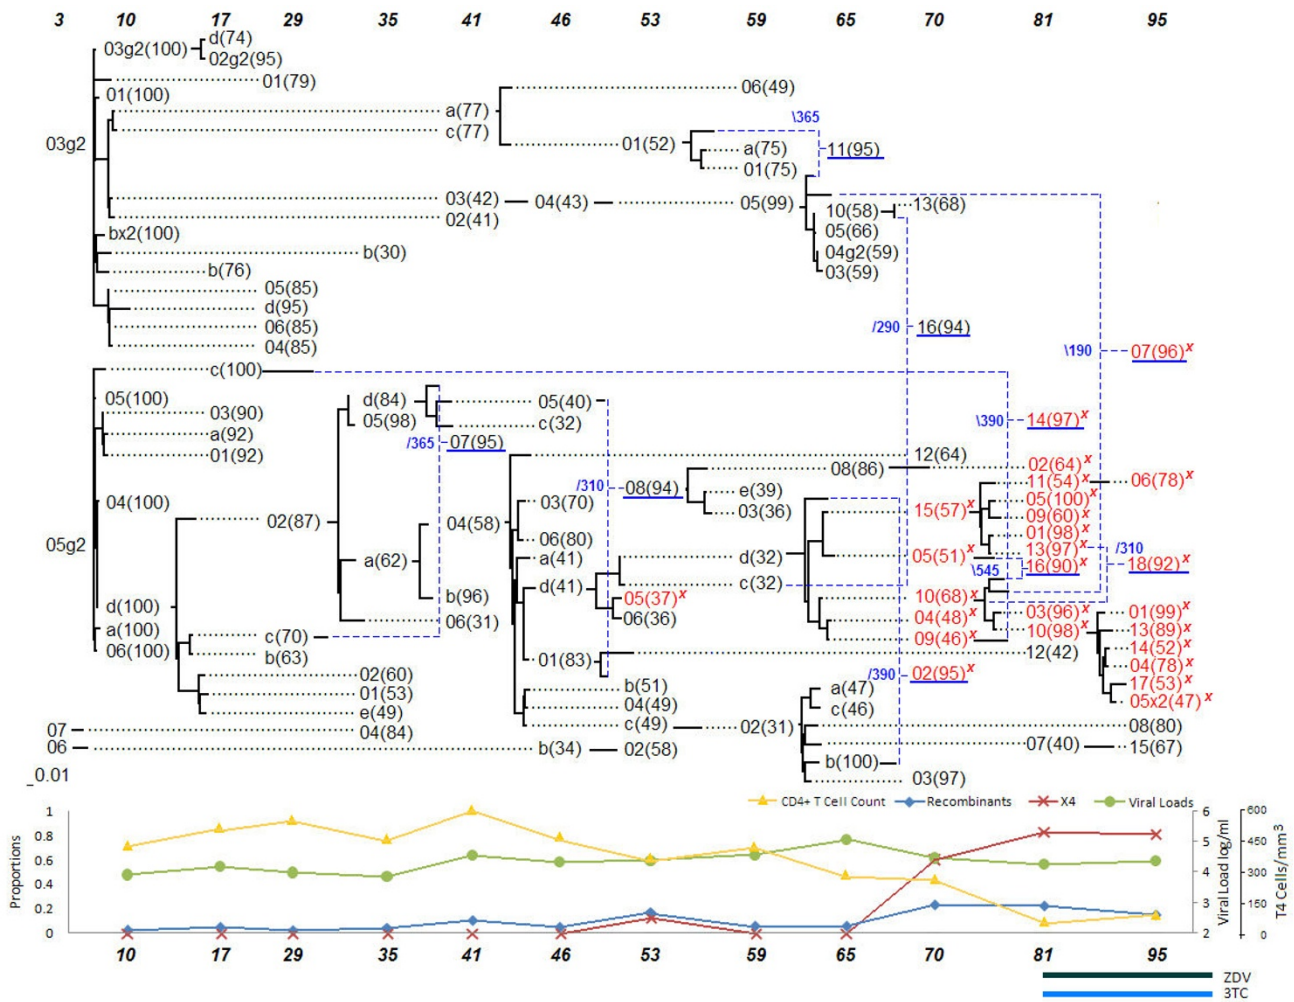 3 10 17 29 35 41 46 53 59 65 70 81 95
03g2(100) d(74)
02g2(95)
01(79)
01(100) 06(49)
a(77) \365
c(77) 01(52) a(75) 11(95)
03g2
01(75)
03(42) 04(43) 05(99) 10(58) 13(68)
02(41)
05(66)
bx2(100)
b(30) 04g2(59)
b(76) 03(59)
05(85)
d(95)
06(85) /290 16(94)
04(85) \190 07(96)x
c(100)
05(100) d(84) 05(40)
03(90) 05(98) c(32) \390 14(97)x
a(92) /365 07(95)
01(92) 12(64)
08(86) 02(64)x
04(100) 03(70) /310 08(94) e(39) 11(54)x 06(78)x
05(100)x
02(87) 04(58) 03(36) 15(57)x 09(60)x
06(80) 01(98)x
05g2 a(62) a(41) d(32) 05(51)x 13(97)x /310
\545 16(90)x 18(92)x
d(41) c(32)
d(100) b(96) 05(37)x 10(68)x
06(31) 06(36) 04(48)x 03(96)x 01(99)x
a(100) c(70) 09(46)x 10(98)x 13(89)x
06(100) b(63) 01(83) 12(42) 14(52)x
02(60) /390 02(95)x 04(78)x
01(53) b(51) a(47) 17(53)x
e(49) 04(49) c(46) 05x2(47)x
07 04(84) c(49) 02(31) 08(80)
06 b(34) 02(58) 07(40) 15(67)
b(100)
_0.01 03(97)
CD4+ T Cell Count Recombinants X4 Viral Loads
1
0.8
0.6
0.4
0.2
0
Proportions
6
5
4
3
2
Viral Load log/ml
600
450
300
150
0
T4 Cells/mm3
10 17 29 35 41 46 53 59 65 70 81 95
ZDV
3TC